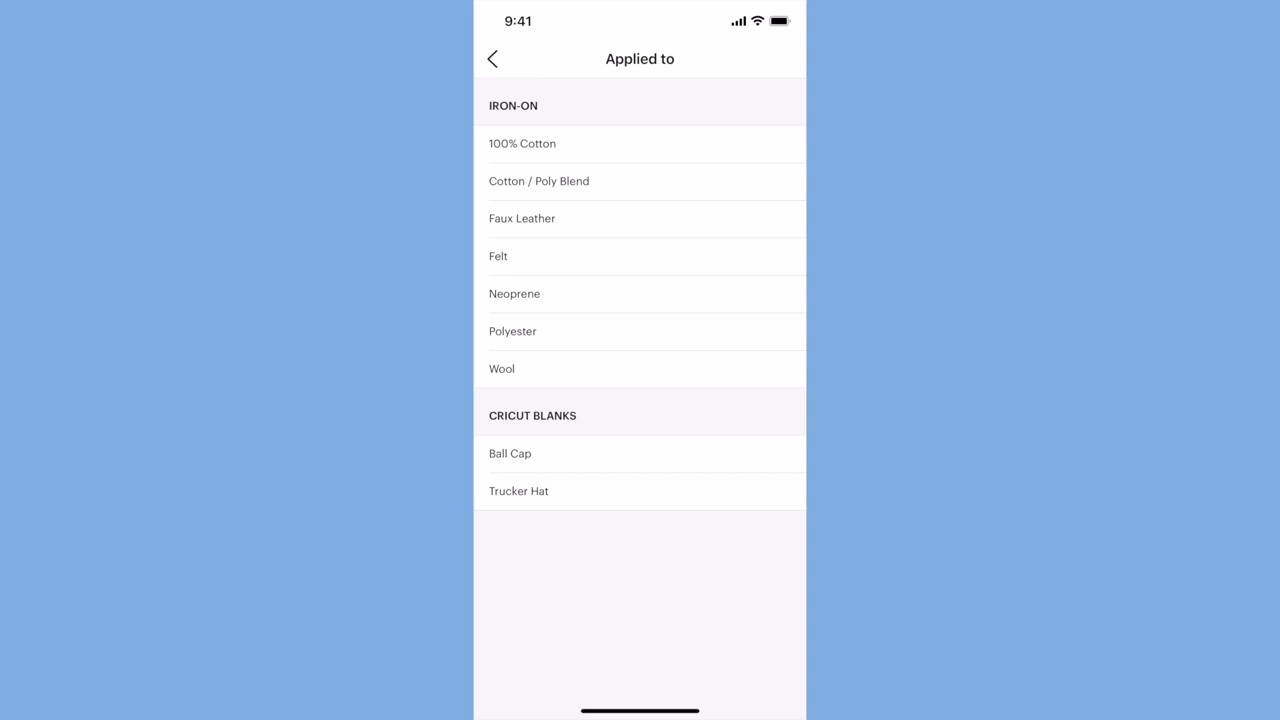 9:41
Applied to
IRON-ON
100% Cotton
Cotton / Poly Blend
Faux Leather
Felt
Neoprene
Polyester
Wool
CRICUT BLANKS
Ball Cap
Trucker Hat